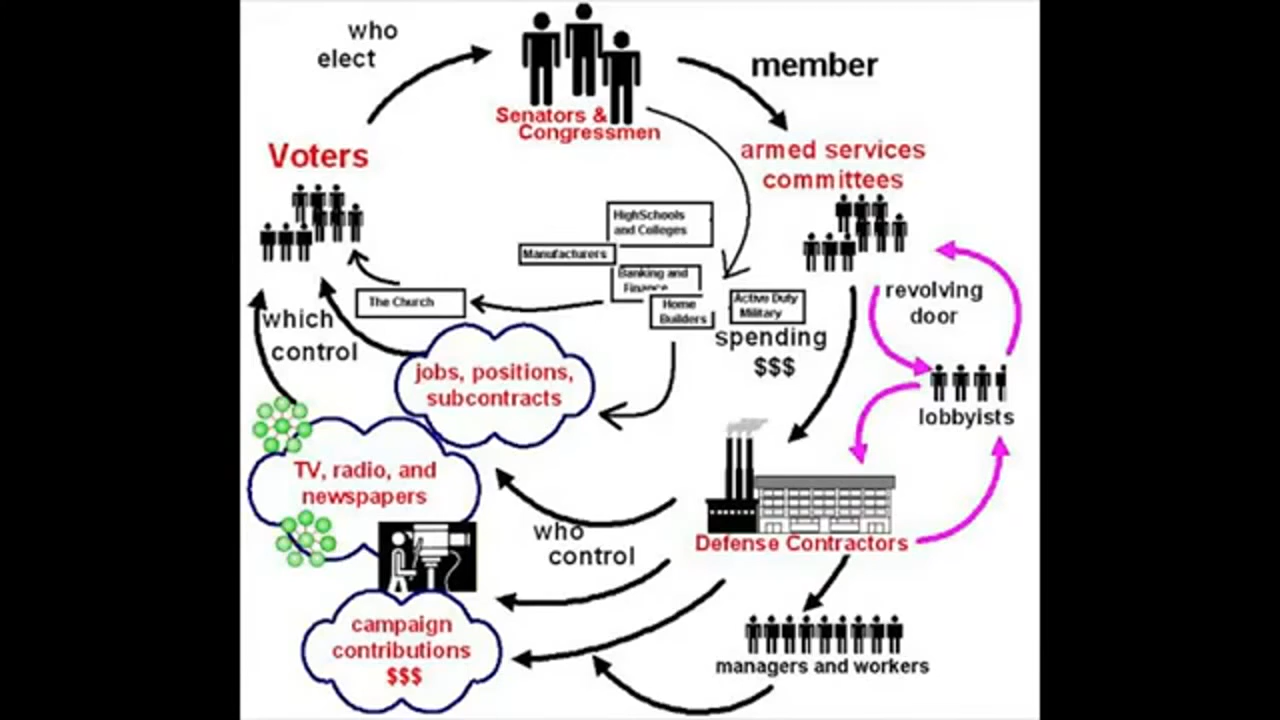 who
elect
Senators &
Congressmen
member
Voters
armed services
committees
HighSchools
and Colleges
Manufacturers
Banking and
Finance
Home
Builders
Active Duty
Military
The Church
revolving
door
which
control
spending
$$$
jobs, positions,
subcontracts
lobbyists
TV, radio, and
newspapers
who
control
Defense Contractors
campaign
contributions
$$$
managers and workers